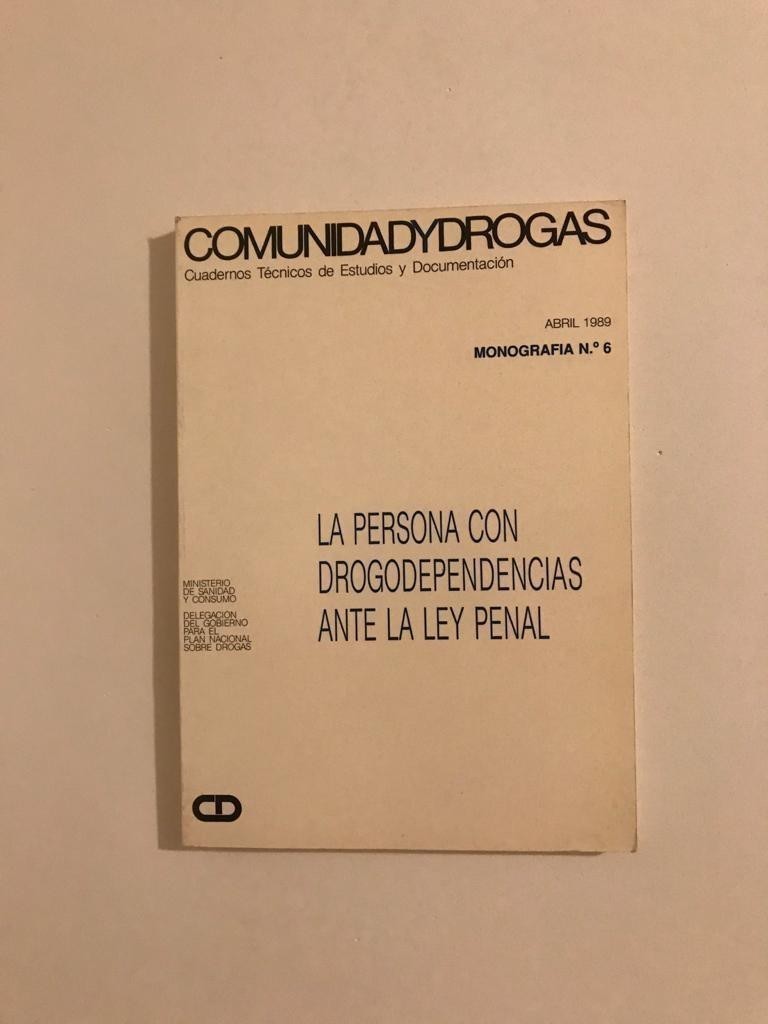 COMUNIDADYDROGAS
Cuadernos Técnicos de Estudios y Documentación
ABRIL 1989
MONOGRAFIA N.º 6
LA PERSONA CON
DROGODEPENDENCIAS
ANTE LA LEY PENAL
MINISTERIO
DE SANIDAD
Y CONSUMO
DELEGACION
DEL GOBIERNO
PARA EL
PLAN NACIONAL
SOBRE DROGAS
CD